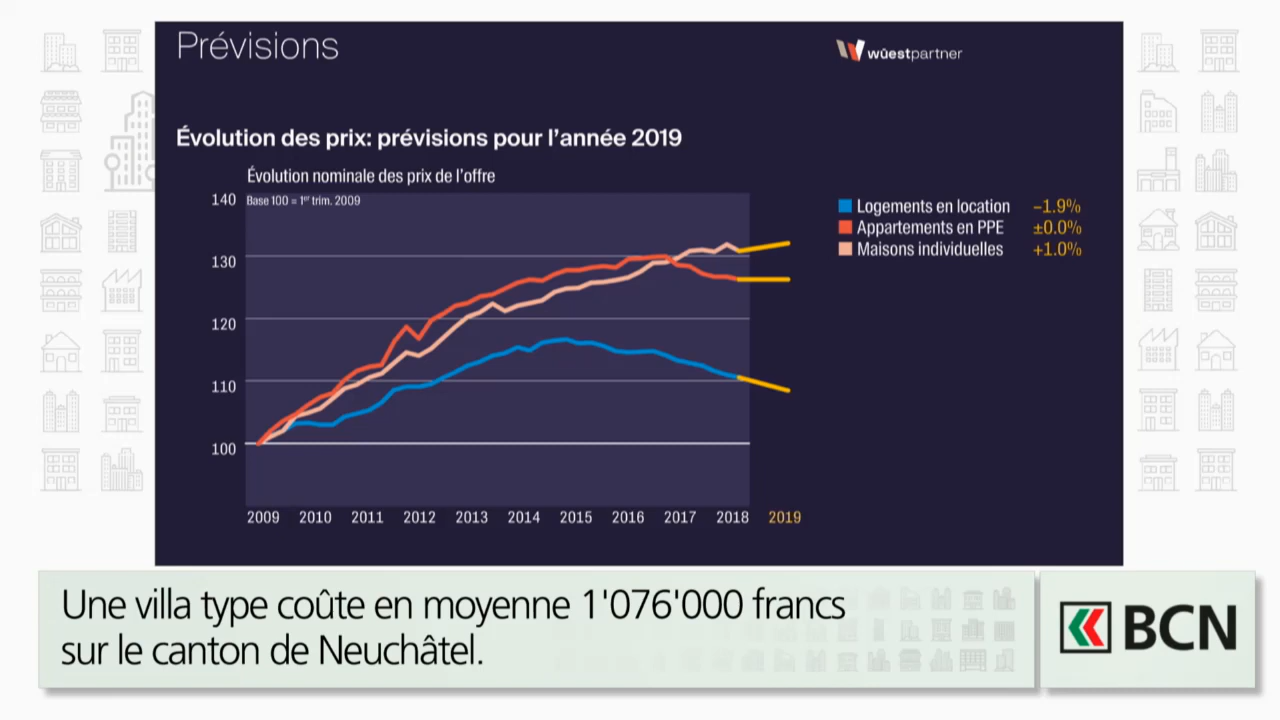 Prévisions
wüestpartner
Évolution des prix: prévisions pour l'année 2019
Évolution nominale des prix de l'offre
Base 100 = 1er trim. 2009
140
130
120
110
100
2009 2010 2011 2012 2013 2014 2015 2016 2017 2018 2019
Logements en location –1.9%
Appartements en PPE ±0.0%
Maisons individuelles +1.0%
Une villa type coûte en moyenne 1'076'000 francs
sur le canton de Neuchâtel.
BCN